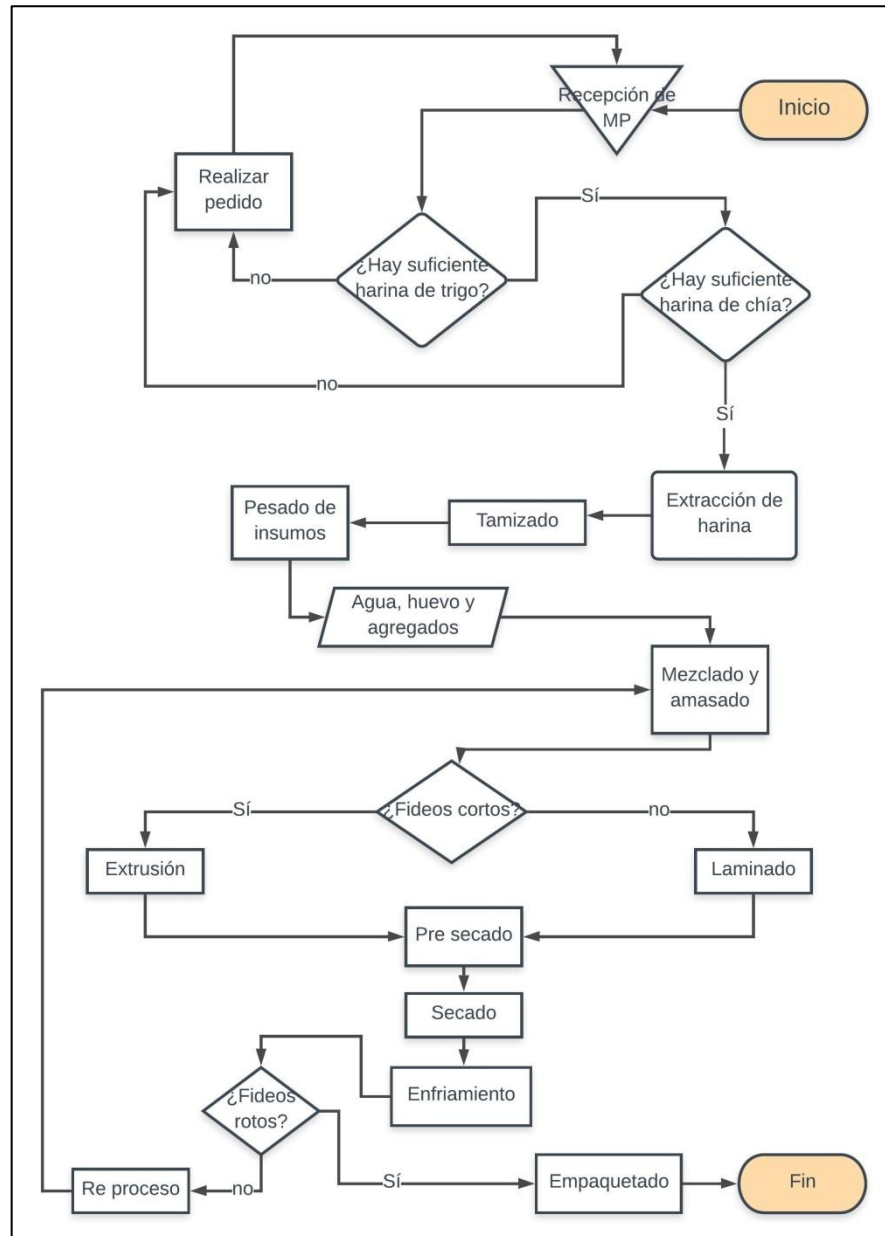 Inicio
Recepción de
MP
Realizar
pedido
Sí
¿Hay suficiente
harina de trigo?
no
¿Hay suficiente
harina de chía?
no
Sí
Extracción de
harina
Tamizado
Pesado de
insumos
Agua, huevo y
agregados
Mezclado y
amasado
¿Fideos cortos?
Sí
no
Extrusión
Laminado
Pre secado
Secado
Enfriamiento
¿Fideos
rotos?
no
Re proceso
Sí
Empaquetado
Fin